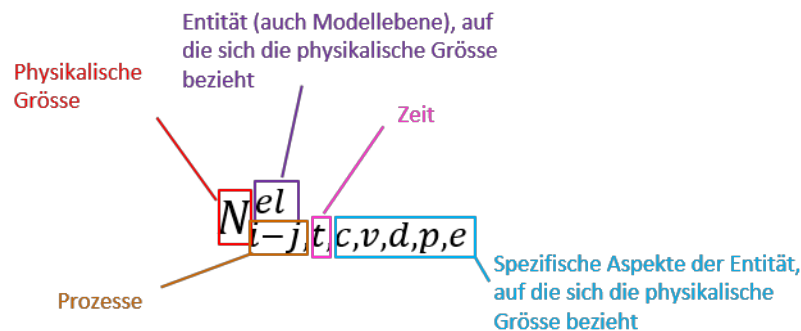 Entität (auch Modellebene), auf
die sich die physikalische Grösse
bezieht
Physikalische
Grösse
Zeit
N^{el}_{i−j,t,c,v,d,p,e}
Spezifische Aspekte der Entität,
auf die sich die physikalische
Grösse bezieht
Prozesse